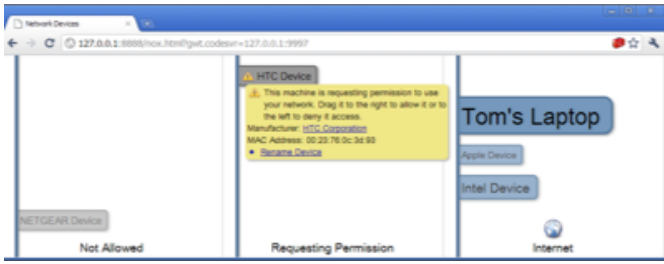 Network Devices
127.0.0.1:8888/nox.html?gwt.codesvr=127.0.0.1:9997
HTC Device
This machine is requesting permission to use
your network. Drag it to the right to allow it or to
the left to deny it access.
Manufacturer: HTC Corporation
MAC Address: 00:23:76:0c:3d:93
Rename Device
Tom's Laptop
Apple Device
Intel Device
NETGEAR Device
Not Allowed
Requesting Permission
Internet